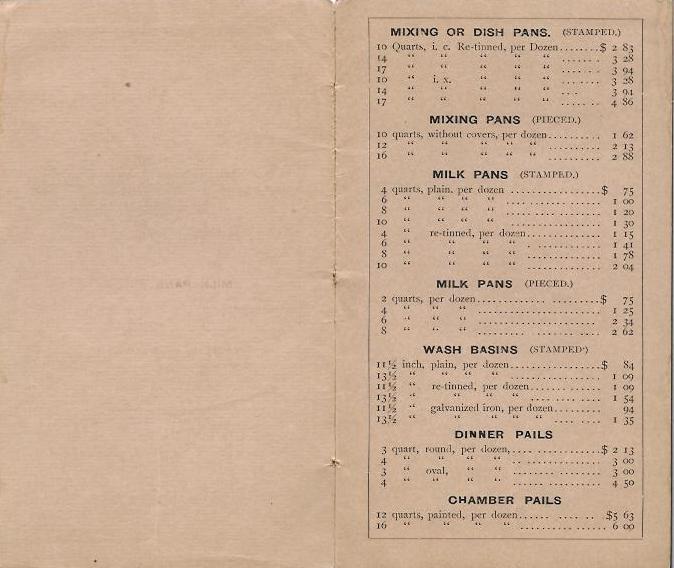 MIXING OR DISH PANS. (STAMPED.)
10 Quarts, i. c. Re-tinned, per Dozen........$ 2 83
14 " " " " " ....... 3 28
17 " " " " " ....... 3 94
10 " i. x. " " " ....... 3 28
14 " " " " " ... 3 94
17 " " " " " ........ 4 86
MIXING PANS (PIECED.)
10 quarts, without covers, per dozen.......... 1 62
12 " " " " " .......... 2 13
16 " " " " " .......... 2 88
MILK PANS (STAMPED.)
4 quarts, plain, per dozen ..................$ 75
6 " " " " ..................... 1 00
8 " " " " ..................... 1 20
10 " " " " ..................... 1 30
4 " re-tinned, per dozen.............. 1 15
6 " " " " . .............. 1 41
8 " " " " ................ 1 78
10 " " " " ................ 2 04
MILK PANS (PIECED.)
2 quarts, per dozen.........................$ 75
4 " " " ........................... 1 25
6 " " " ........................... 2 34
8 " " " ........................... 2 62
WASH BASINS (STAMPED)
11½ inch, plain, per dozen..................$ 84
13½ " " " " ..................... 1 09
11½ " re-tinned, per dozen.............. 1 09
13½ " " " " ............... 1 54
11½ " galvanized iron, per dozen......... 94
13½ " " " " " ......... 1 35
DINNER PAILS
3 quart, round, per dozen,..................$ 2 13
4 " " " " .................. 3 00
3 " oval, " " ................... 3 00
4 " " " " ................... 4 50
CHAMBER PAILS
12 quarts, painted, per dozen................ $5 63
16 " " " " ................ 6 00